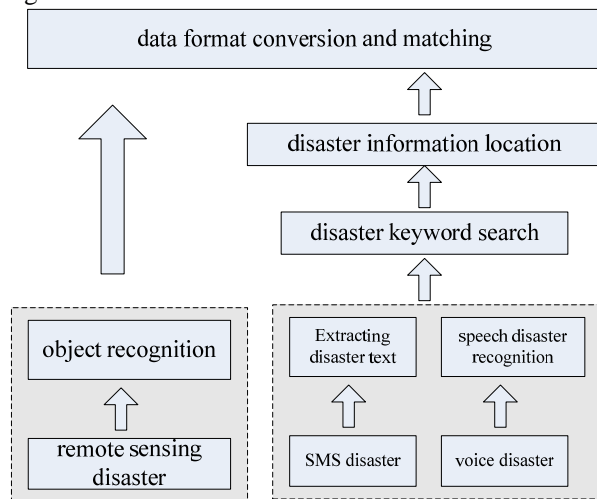 data format conversion and matching
disaster information location
disaster keyword search
object recognition
Extracting
disaster text
speech disaster
recognition
remote sensing
disaster
SMS disaster
voice disaster